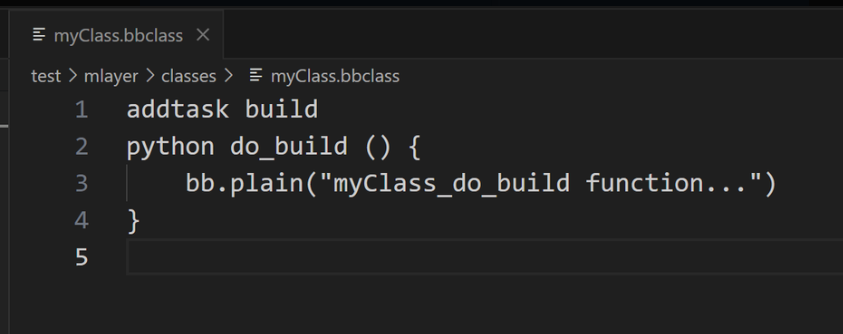 myClass.bbclass
test > mlayer > classes > myClass.bbclass
1 addtask build
2 python do_build () {
3     bb.plain("myClass_do_build function...")
4 }
5